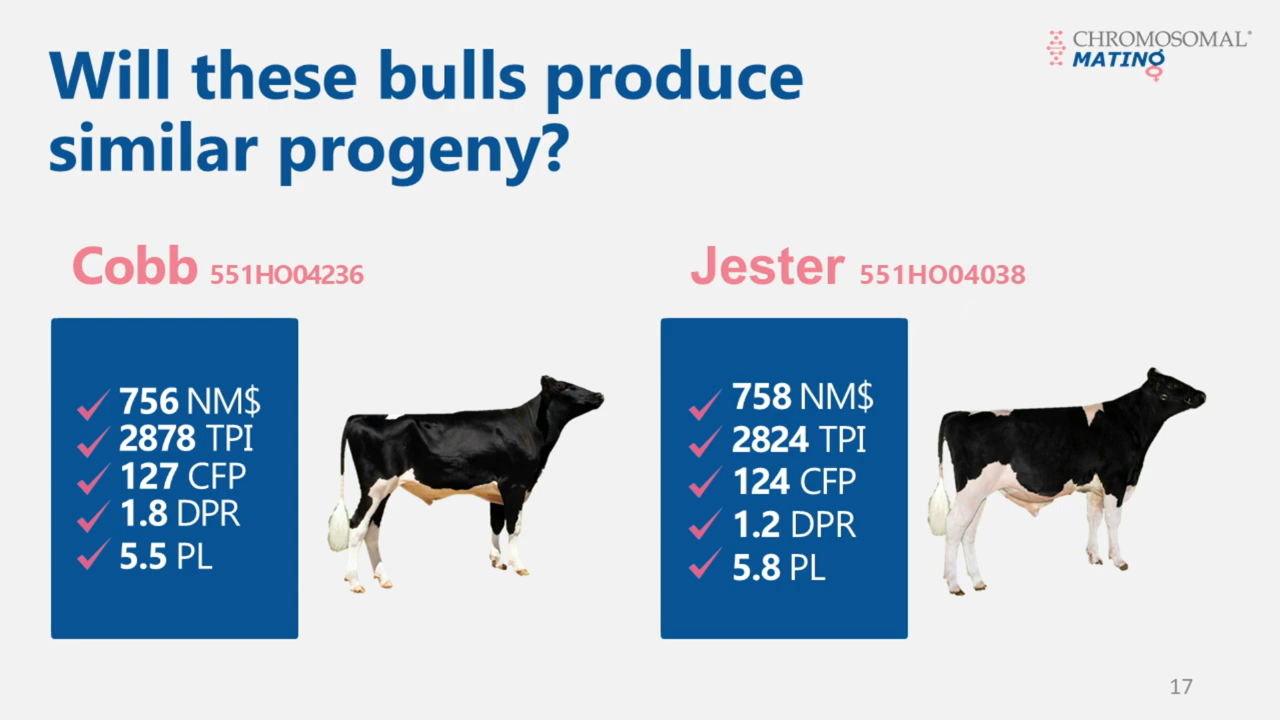 Will these bulls produce
similar progeny?
CHROMOSOMAL®
MATING
Cobb 551HO04236
756 NM$
2878 TPI
127 CFP
1.8 DPR
5.5 PL
Jester 551HO04038
758 NM$
2824 TPI
124 CFP
1.2 DPR
5.8 PL
17